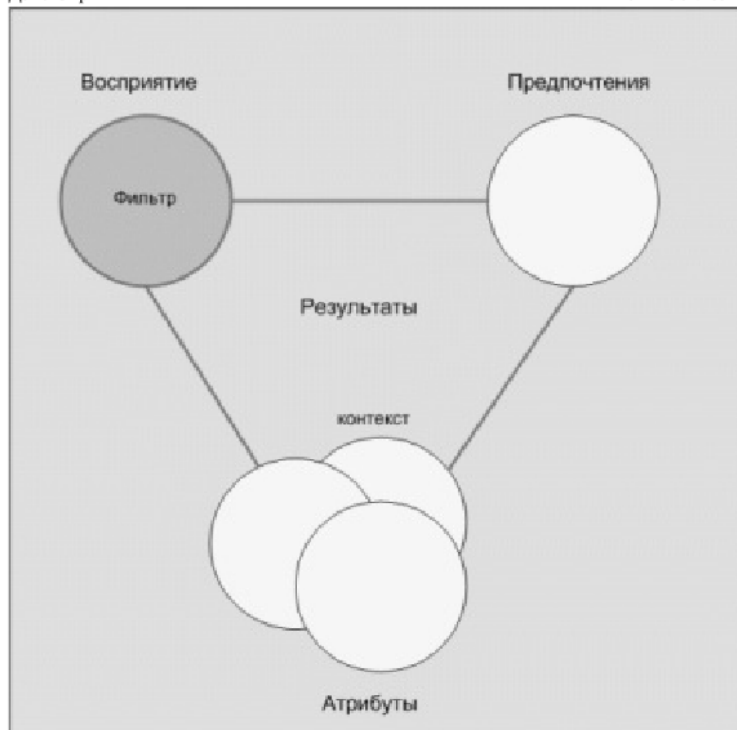 Восприятие
Предпочтения
Фильтр
Результаты
контекст
Атрибуты